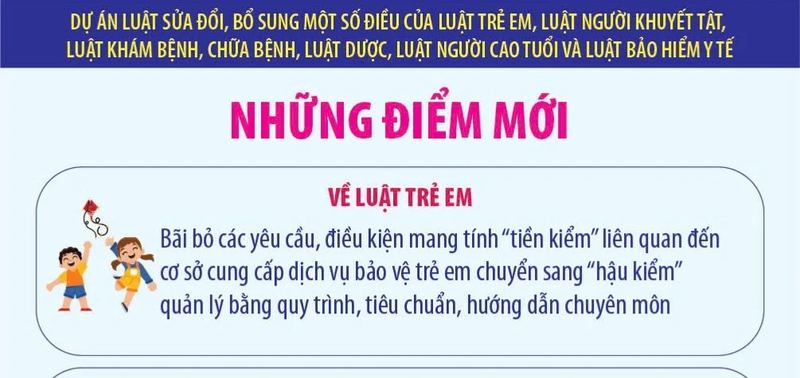 DỰ ÁN LUẬT SỬA ĐỔI, BỔ SUNG MỘT SỐ ĐIỀU CỦA LUẬT TRẺ EM, LUẬT NGƯỜI KHUYẾT TẬT,
LUẬT KHÁM BỆNH, CHỮA BỆNH, LUẬT DƯỢC, LUẬT NGƯỜI CAO TUỔI VÀ LUẬT BẢO HIỂM Y TẾ
NHỮNG ĐIỂM MỚI
VỀ LUẬT TRẺ EM
Bãi bỏ các yêu cầu, điều kiện mang tính “tiền kiểm” liên quan đến
cơ sở cung cấp dịch vụ bảo vệ trẻ em chuyển sang “hậu kiểm”
quản lý bằng quy trình, tiêu chuẩn, hướng dẫn chuyên môn